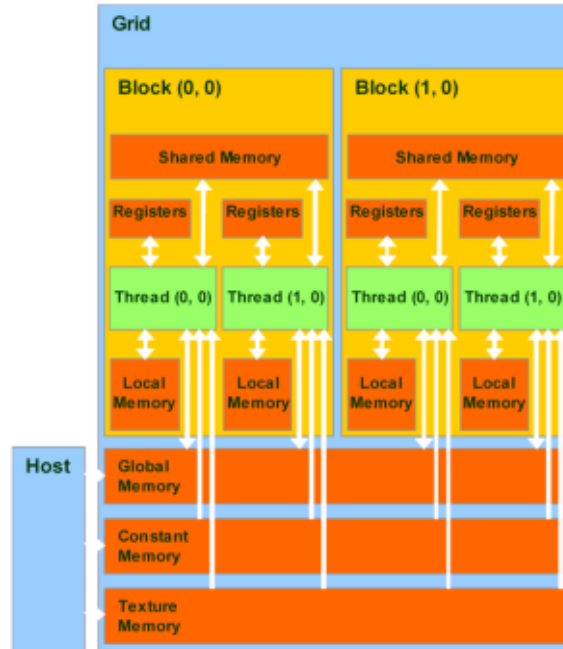 Grid
Block (0, 0)
Block (1, 0)
Shared Memory
Shared Memory
Registers
Registers
Registers
Registers
Thread (0, 0)
Thread (1, 0)
Thread (0, 0)
Thread (1, 0)
Local
Memory
Local
Memory
Local
Memory
Local
Memory
Host
Global
Memory
Constant
Memory
Texture
Memory